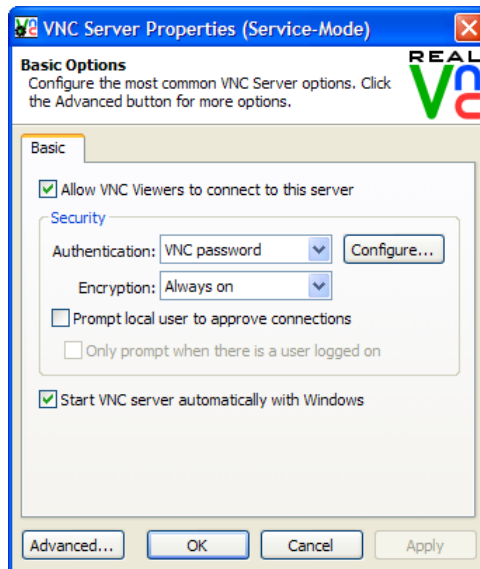 VNC Server Properties (Service-Mode)
REAL
VNC
Basic Options
Configure the most common VNC Server options. Click
the Advanced button for more options.
Basic
Allow VNC Viewers to connect to this server
Security
Authentication: VNC password Configure...
Encryption: Always on
Prompt local user to approve connections
Only prompt when there is a user logged on
Start VNC server automatically with Windows
Advanced... OK Cancel Apply